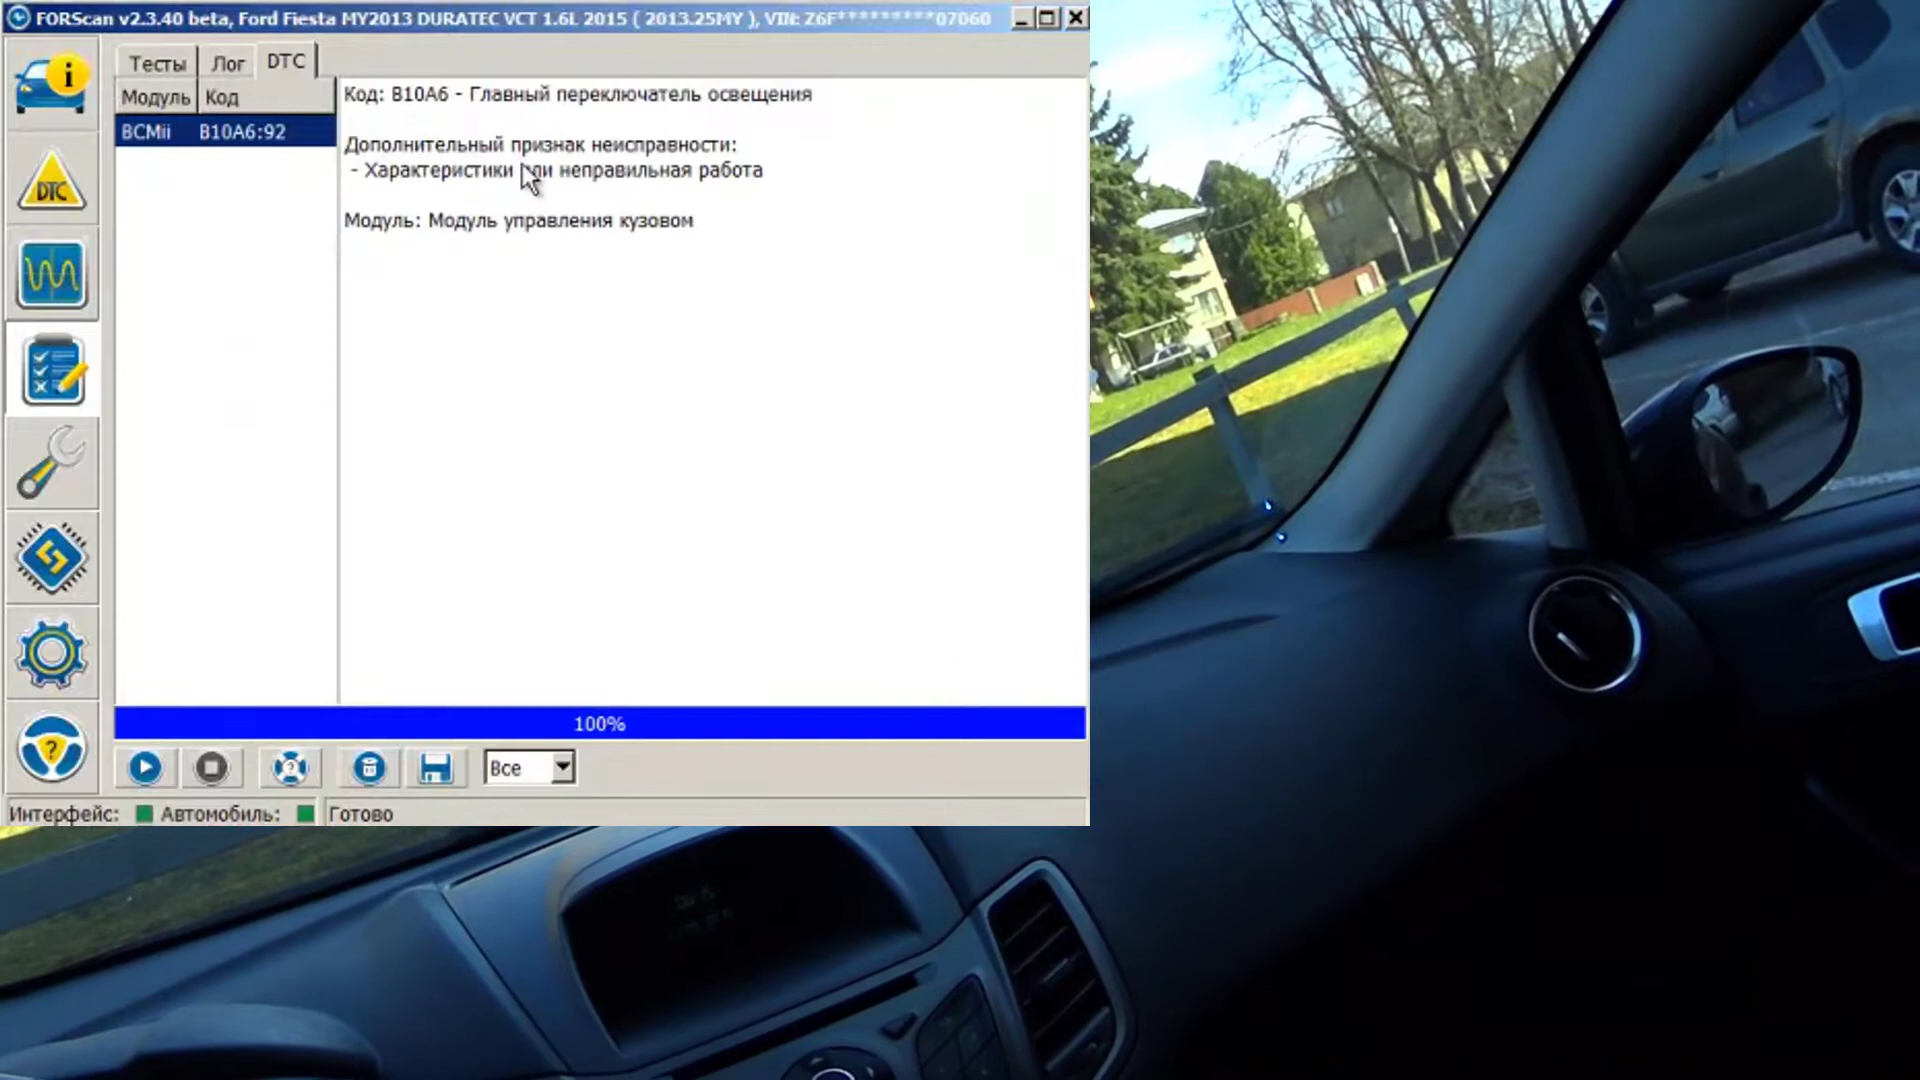 FORScan v2.3.40 beta, Ford Fiesta MY2013 DURATEC VCT 1.6L 2015 ( 2013.25MY ), VIN: Z6F*********07060
Тесты Лог DTC
Модуль Код
BCMii B10A6:92
Код: B10A6 - Главный переключатель освещения
Дополнительный признак неисправности:
- Характеристики или неправильная работа
Модуль: Модуль управления кузовом
i
DTC
?
100%
Все
Интерфейс: Автомобиль: Готово